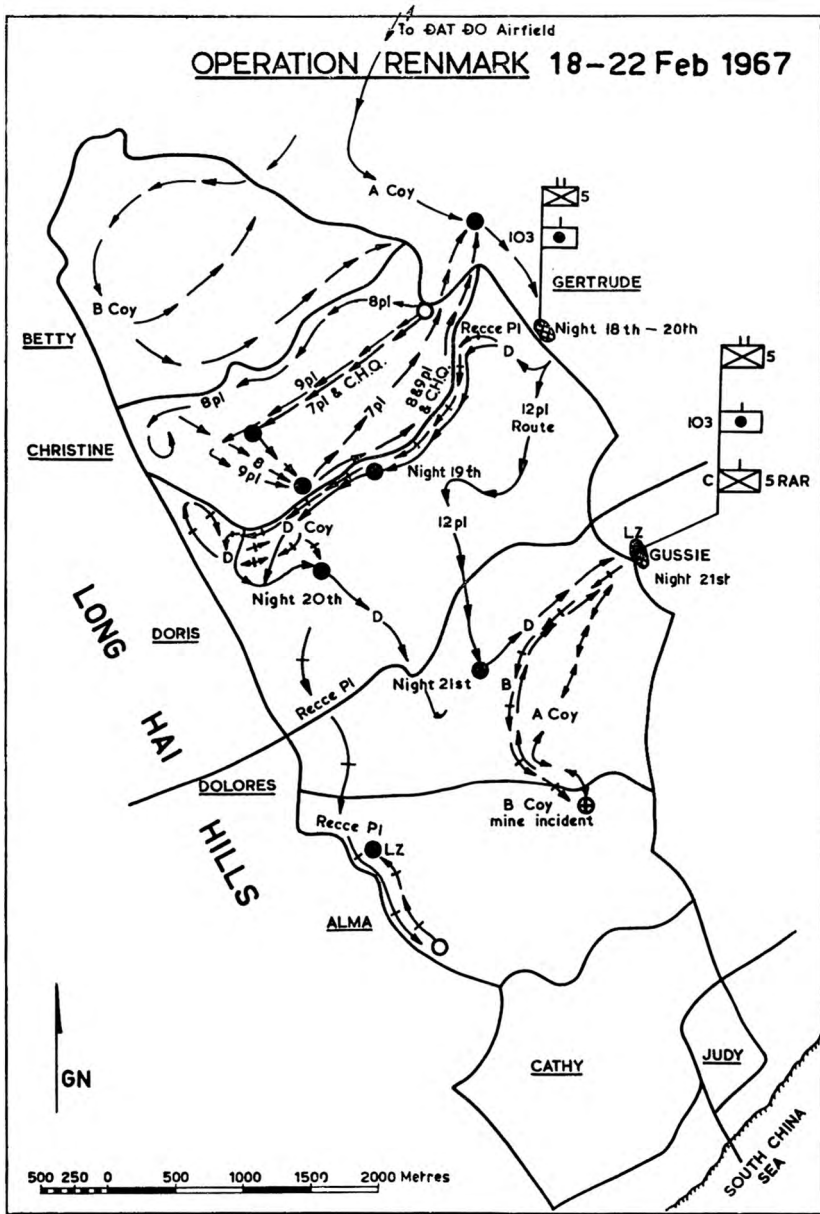 To ĐAT ĐO Airfield
OPERATION RENMARK 18–22 Feb 1967
A Coy
5
103
GERTRUDE
B Coy
8pl
BETTY
Recce Pl
Night 18th – 20th
D
5
9pl
7pl & C.H.Q.
8pl
7pl
8&9pl
& C.H.Q.
12pl
Route
CHRISTINE
8
9pl
Night 19th
103
C
5 RAR
12pl
D Coy
D
LZ
GUSSIE
Night 21st
Night 20th
D
D
DORIS
LONG HAI HILLS
Recce Pl
Night 21st
B
A Coy
DOLORES
B Coy
mine incident
Recce Pl
LZ
ALMA
GN
CATHY
JUDY
SOUTH CHINA
SEA
500 250 0 500 1000 1500 2000 Metres